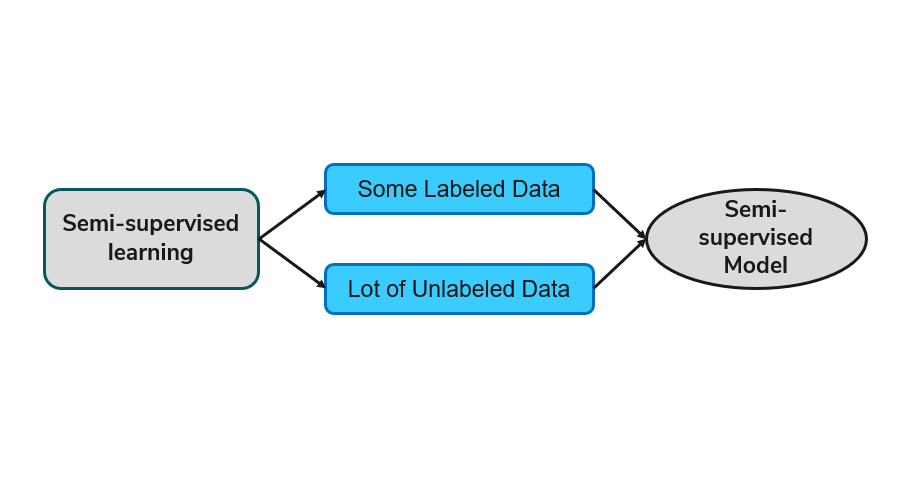 Semi-supervised
learning
Some Labeled Data
Lot of Unlabeled Data
Semi-
supervised
Model